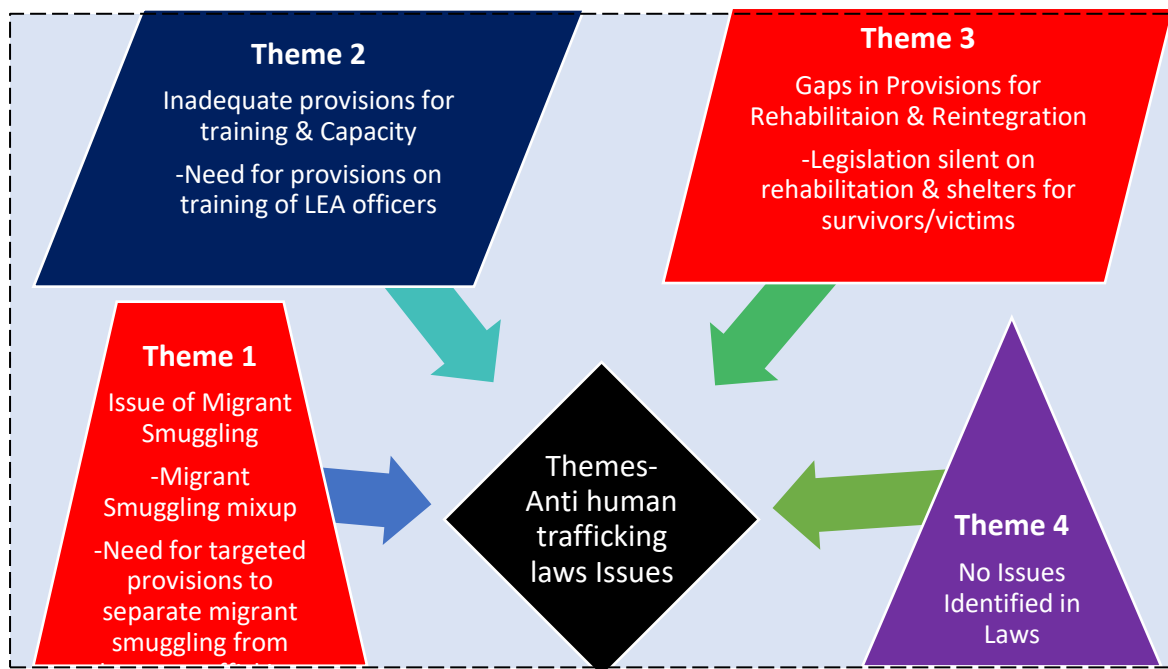 Theme 2
Inadequate provisions for
training & Capacity
-Need for provisions on
training of LEA officers
Theme 3
Gaps in Provisions for
Rehabilitaion & Reintegration
-Legislation silent on
rehabilitation & shelters for
survivors/victims
Theme 1
Issue of Migrant
Smuggling
-Migrant
Smuggling mixup
-Need for targeted
provisions to
separate migrant
smuggling from
Themes-
Anti human
trafficking
laws Issues
Theme 4
No Issues
Identified in
Laws